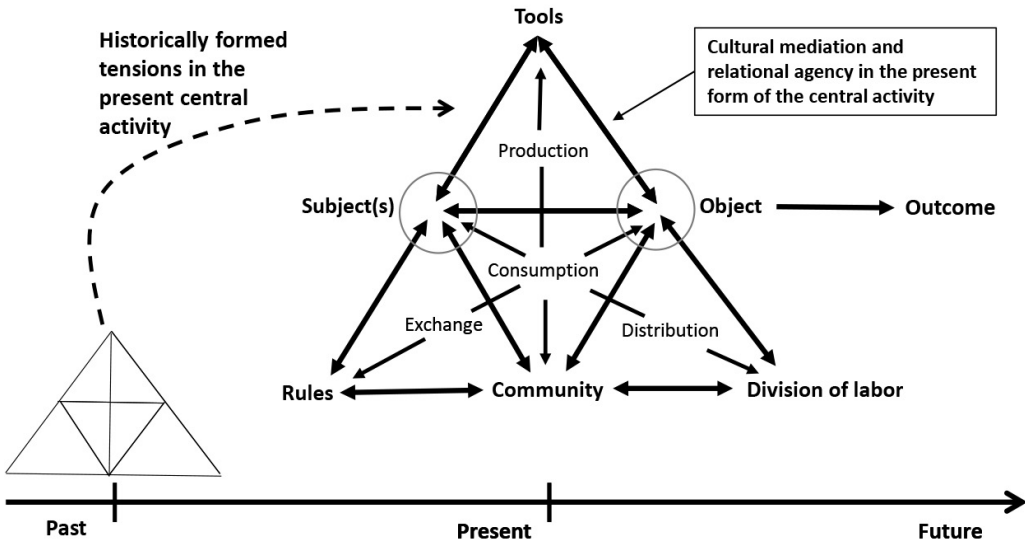 Tools
Historically formed
tensions in the
present central
activity
Cultural mediation and
relational agency in the present
form of the central activity
Production
Subject(s)
Object
Outcome
Consumption
Exchange
Distribution
Rules
Community
Division of labor
Past
Present
Future